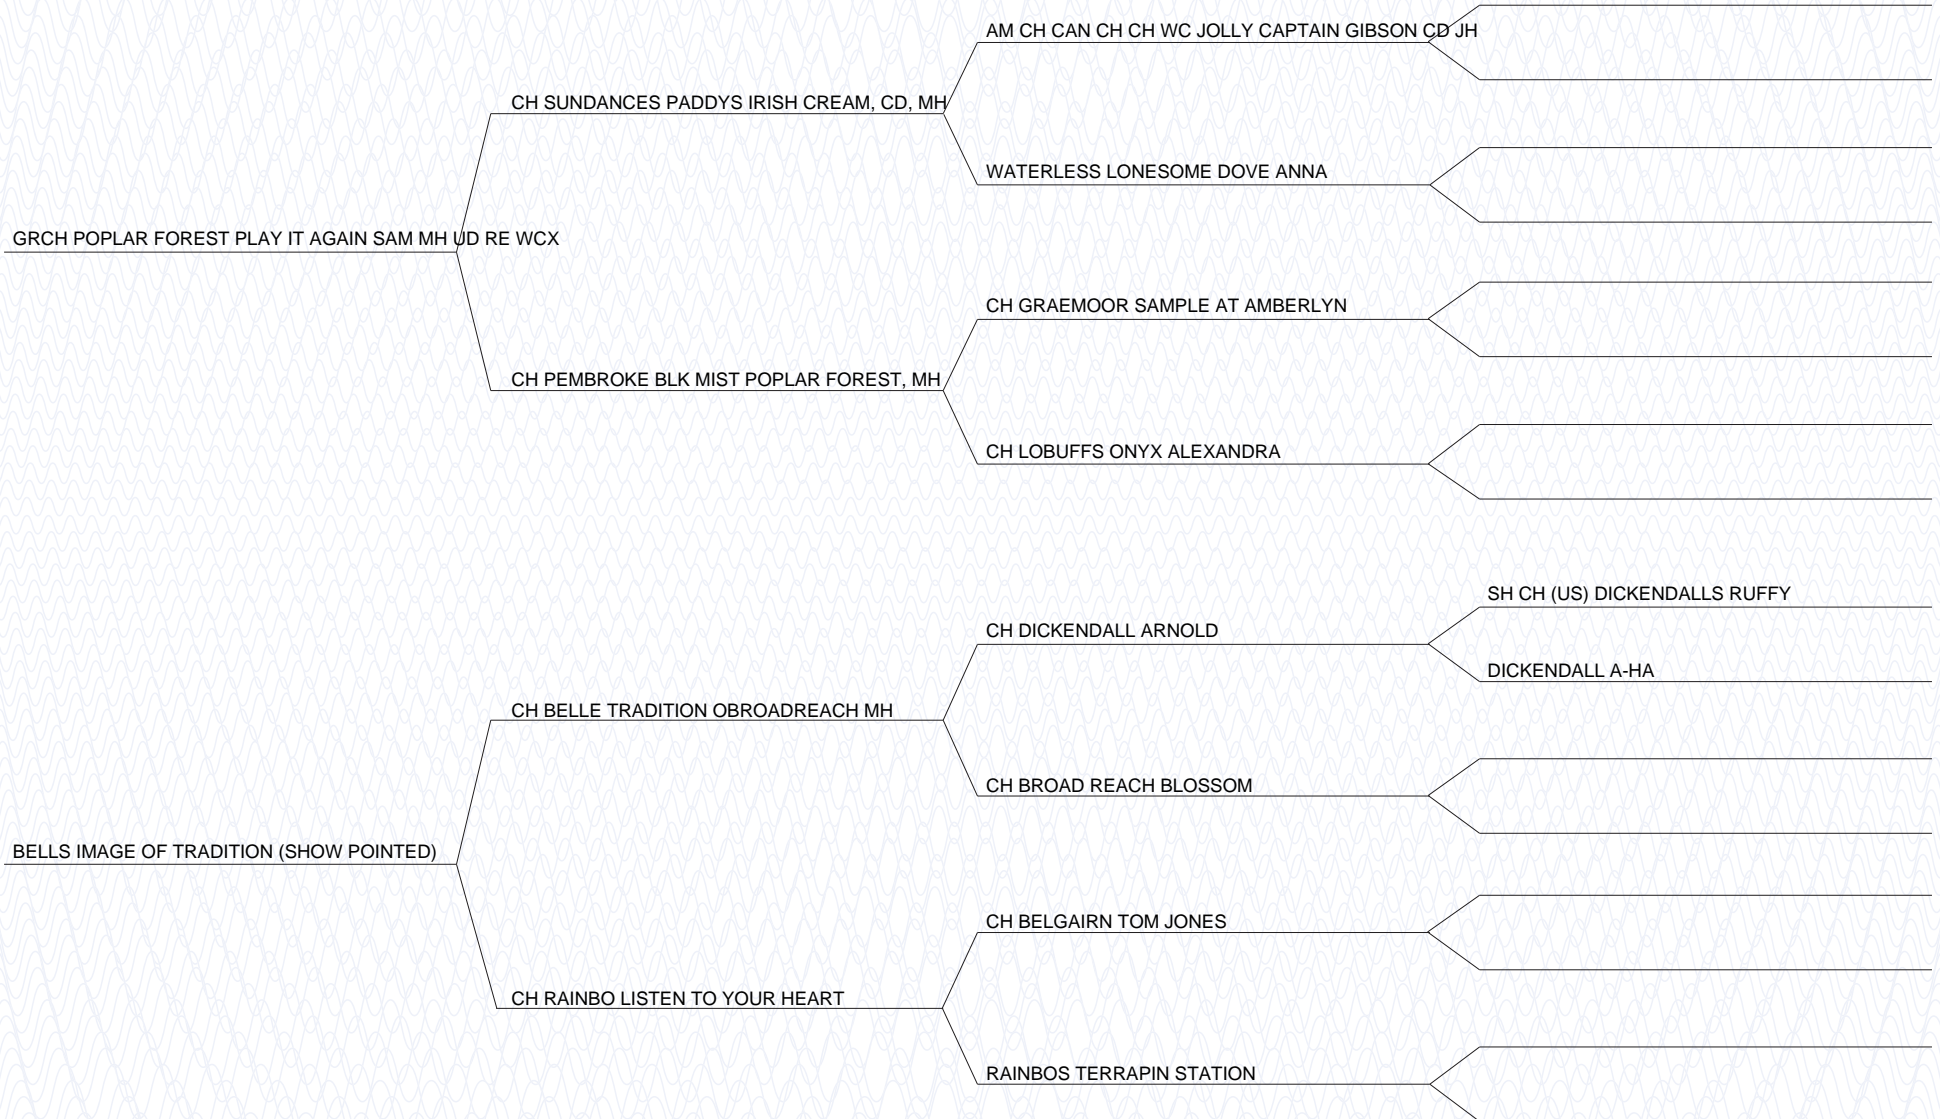 AM CH CAN CH CH WC JOLLY CAPTAIN GIBSON CD JH
CH SUNDANCES PADDYS IRISH CREAM, CD, MH
WATERLESS LONESOME DOVE ANNA
GRCH POPLAR FOREST PLAY IT AGAIN SAM MH UD RE WCX
CH GRAEMOOR SAMPLE AT AMBERLYN
CH PEMBROKE BLK MIST POPLAR FOREST, MH
CH LOBUFFS ONYX ALEXANDRA
SH CH (US) DICKENDALLS RUFFY
CH DICKENDALL ARNOLD
DICKENDALL A-HA
CH BELLE TRADITION OBROADREACH MH
CH BROAD REACH BLOSSOM
BELLS IMAGE OF TRADITION (SHOW POINTED)
CH BELGAIRN TOM JONES
CH RAINBO LISTEN TO YOUR HEART
RAINBOS TERRAPIN STATION